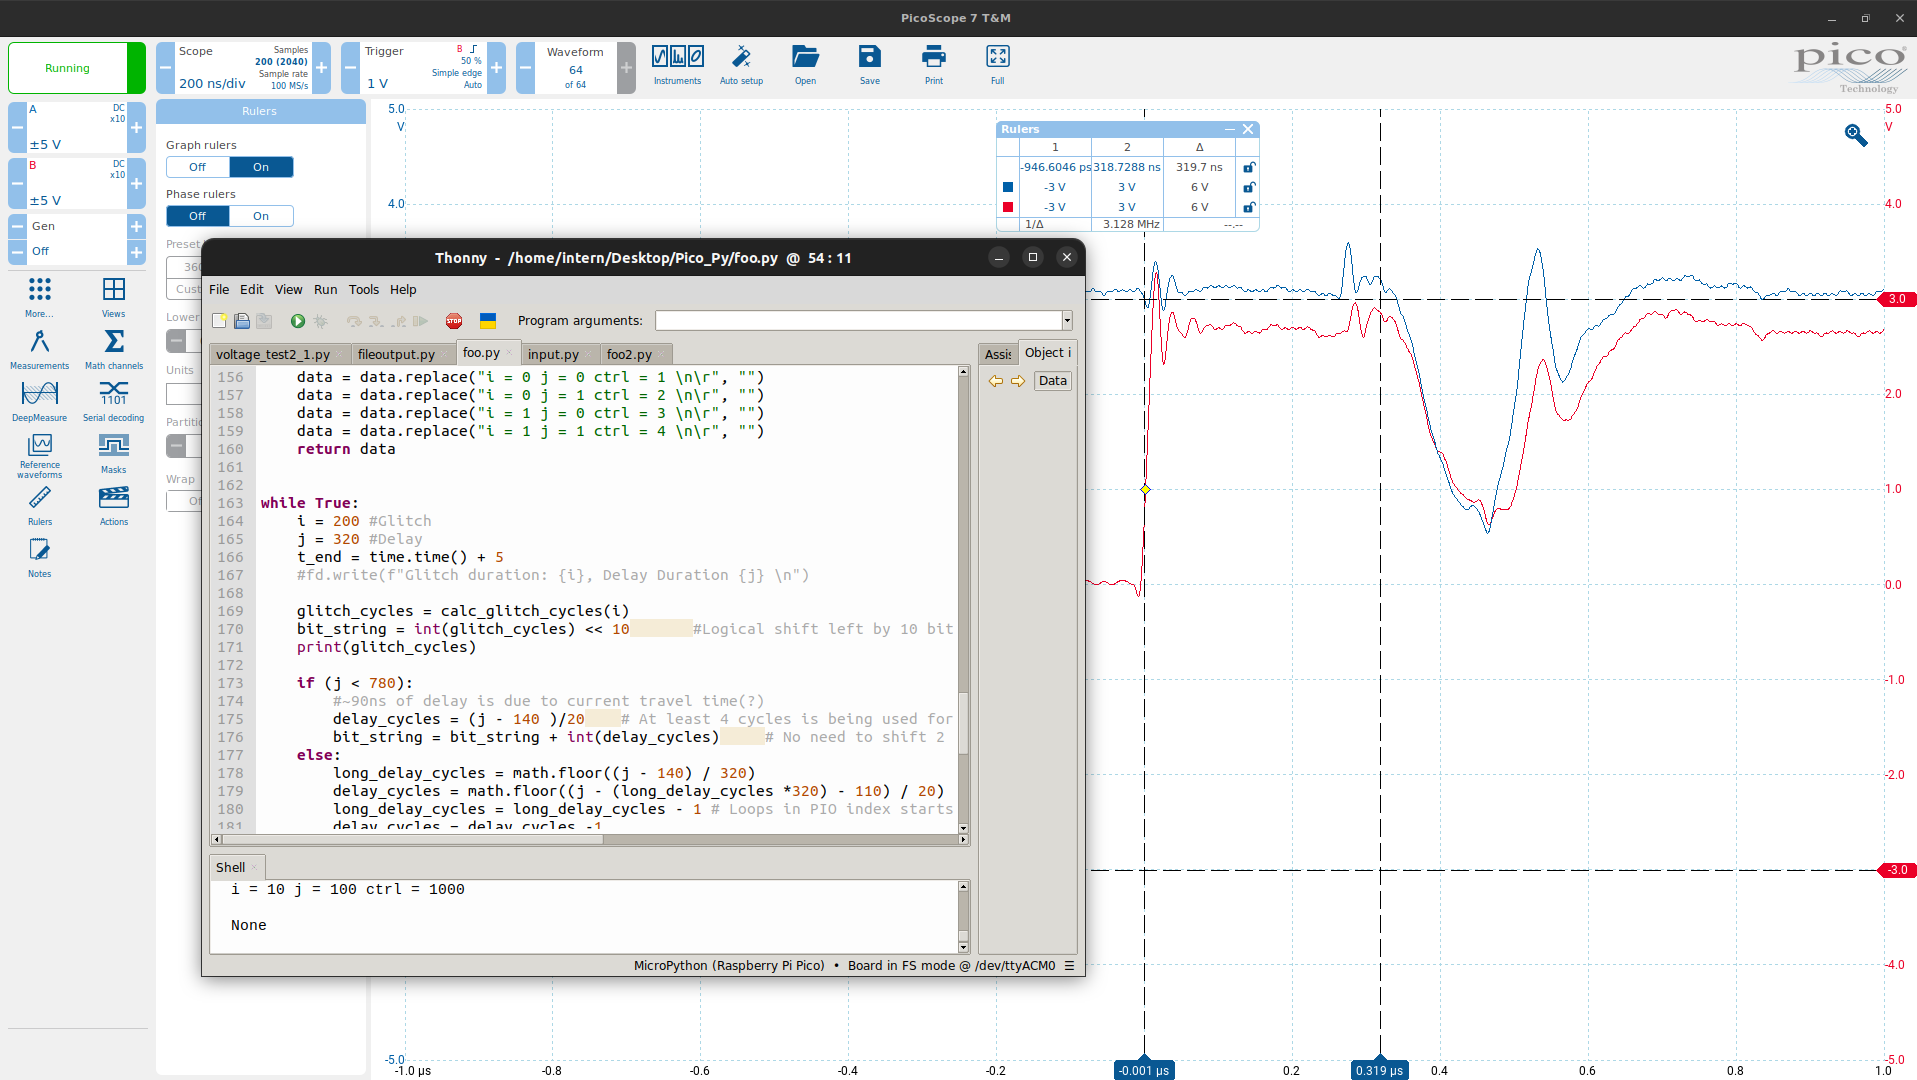 PicoScope 7 T&M
Running
Scope
Samples
200 (2040)
Sample rate
100 MS/s
200 ns/div
Trigger
B
50 %
Simple edge
Auto
1 V
Waveform
64
of 64
Instruments
Auto setup
Open
Save
Print
Full
pico
Technology
A
DC
x10
±5 V
B
DC
x10
±5 V
Gen
Off
More...
Views
Measurements
Math channels
DeepMeasure
1101
Serial decoding
Reference
waveforms
Masks
Rulers
Actions
Notes
Rulers
Graph rulers
Off
On
Phase rulers
Off
On
Preset
36
Cust
Lower
Units
Partitic
Wrap
Of
Rulers
1
2
Δ
-946.6046 ps
318.7288 ns
319.7 ns
-3 V
3 V
6 V
-3 V
3 V
6 V
1/Δ
3.128 MHz
--.--
Thonny - /home/intern/Desktop/Pico_Py/foo.py @ 54 : 11
File Edit View Run Tools Help
STOP
Program arguments:
voltage_test2_1.py
fileoutput.py
foo.py
input.py
foo2.py
Assis
Object i
Data
156 data = data.replace("i = 0 j = 0 ctrl = 1 \n\r", "")
157 data = data.replace("i = 0 j = 1 ctrl = 2 \n\r", "")
158 data = data.replace("i = 1 j = 0 ctrl = 3 \n\r", "")
159 data = data.replace("i = 1 j = 1 ctrl = 4 \n\r", "")
160 return data
161
162
163 while True:
164 i = 200 #Glitch
165 j = 320 #Delay
166 t_end = time.time() + 5
167 #fd.write(f"Glitch duration: {i}, Delay Duration {j} \n")
168
169 glitch_cycles = calc_glitch_cycles(i)
170 bit_string = int(glitch_cycles) << 10 #Logical shift left by 10 bit
171 print(glitch_cycles)
172
173 if (j < 780):
174 #~90ns of delay is due to current travel time(?)
175 delay_cycles = (j - 140 )/20 # At least 4 cycles is being used for
176 bit_string = bit_string + int(delay_cycles) # No need to shift 2
177 else:
178 long_delay_cycles = math.floor((j - 140) / 320)
179 delay_cycles = math.floor((j - (long_delay_cycles *320) - 110) / 20)
180 long_delay_cycles = long_delay_cycles - 1 # Loops in PIO index starts
181 delay_cycles = delay_cycles -1
Shell
i = 10 j = 100 ctrl = 1000
None
MicroPython (Raspberry Pi Pico) • Board in FS mode @ /dev/ttyACM0 ☰
5.0
V
4.0
-5.0
5.0
V
4.0
3.0
2.0
1.0
0.0
-1.0
-2.0
-3.0
-4.0
-5.0
-1.0 µs
-0.8
-0.6
-0.4
-0.2
-0.001 µs
0.2
0.319 µs
0.4
0.6
0.8
1.0